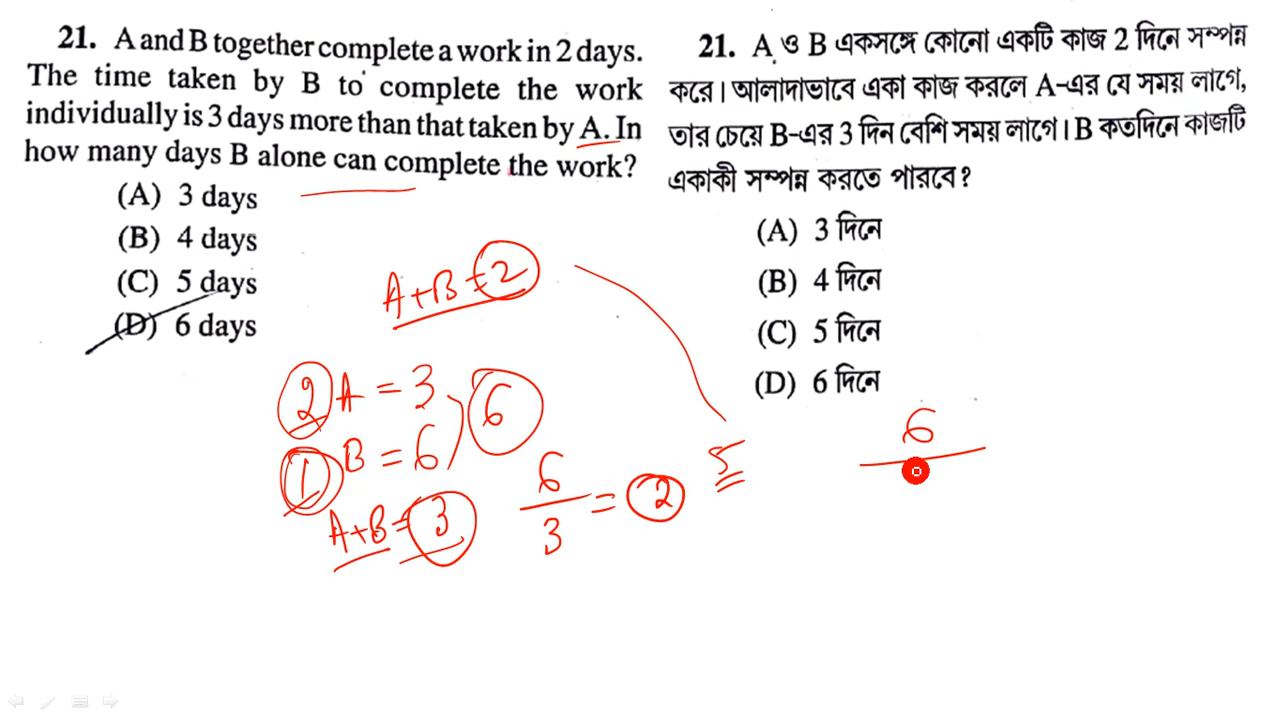 21. A and B together complete a work in 2 days.
The time taken by B to complete the work
individually is 3 days more than that taken by A. In
how many days B alone can complete the work?
(A) 3 days
(B) 4 days
(C) 5 days
(D) 6 days
21. A ও B একসঙ্গে কোনো একটি কাজ 2 দিনে সম্পন্ন
করে। আলাদাভাবে একা কাজ করলে A-এর যে সময় লাগে,
তার চেয়ে B-এর 3 দিন বেশি সময় লাগে। B কতদিনে কাজটি
একাকী সম্পন্ন করতে পারবে?
(A) 3 দিনে
(B) 4 দিনে
(C) 5 দিনে
(D) 6 দিনে
A+B = 2
2 A = 3
6
1 B = 6
A+B = 3
6
3
= 2
5
6